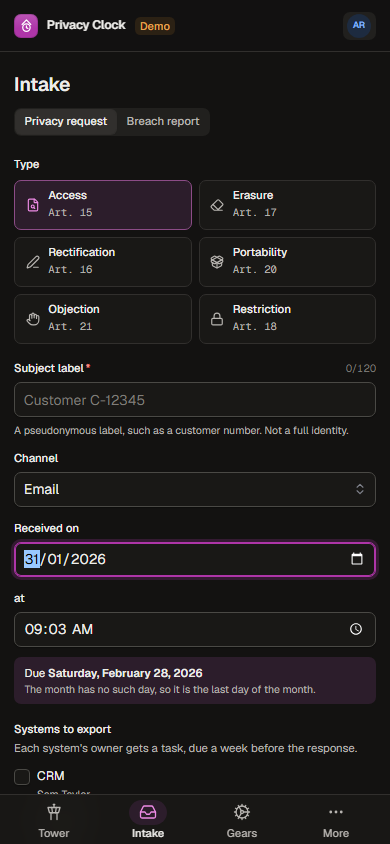 Privacy Clock Demo AR
Intake
Privacy request Breach report
Type
Access Erasure
Art. 15 Art. 17
Rectification Portability
Art. 16 Art. 20
Objection Restriction
Art. 21 Art. 18
Subject label* 0/120
Customer C-12345
A pseudonymous label, such as a customer number. Not a full identity.
Channel
Email
Received on
31/01/2026
at
09:03 AM
Due Saturday, February 28, 2026
The month has no such day, so it is the last day of the month.
Systems to export
Each system's owner gets a task, due a week before the response.
CRM
Sam Taylor
Tower Intake Gears More